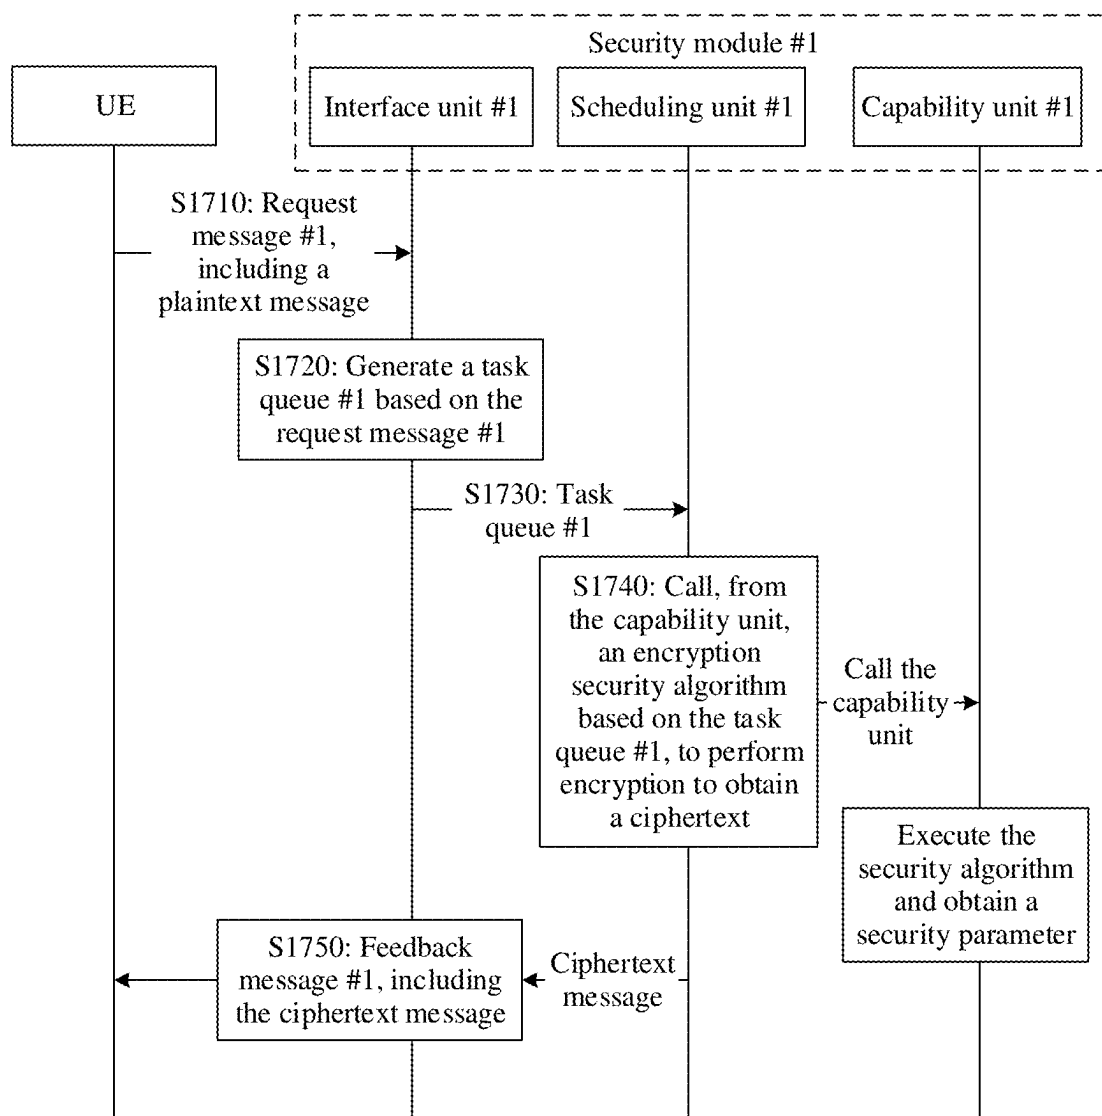 Security module #1
UE
Interface unit #1
Scheduling unit #1
Capability unit #1
S1710: Request
message #1,
including a
plaintext message
S1720: Generate a task
queue #1 based on the
request message #1
S1730: Task
queue #1
S1740: Call, from
the capability unit,
an encryption
security algorithm
based on the task
queue #1, to perform
encryption to obtain
a ciphertext
Call the
capability
unit
Execute the
security algorithm
and obtain a
security parameter
S1750: Feedback
message #1, including
the ciphertext message
Ciphertext
message